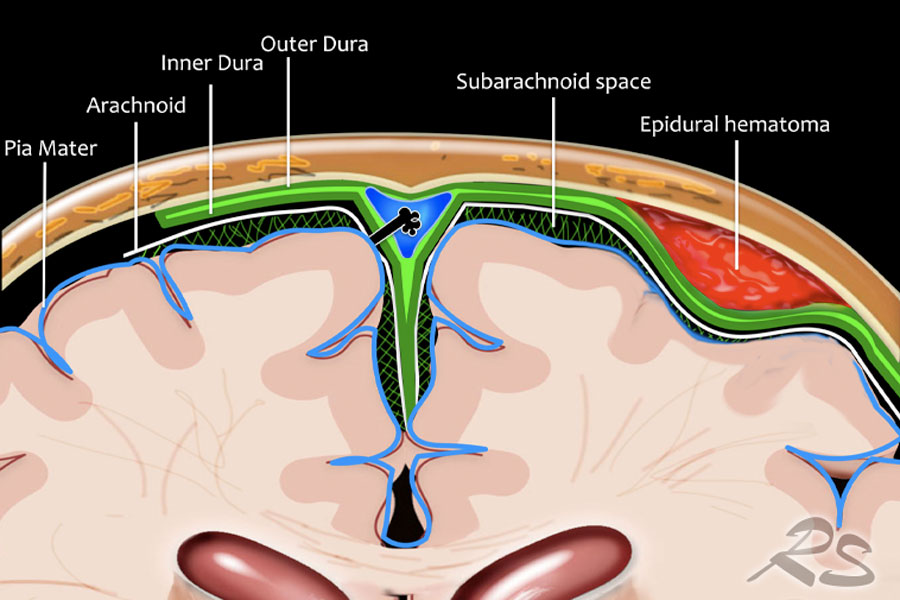 Outer Dura
Inner Dura
Subarachnoid space
Arachnoid
Epidural hematoma
Pia Mater
RS